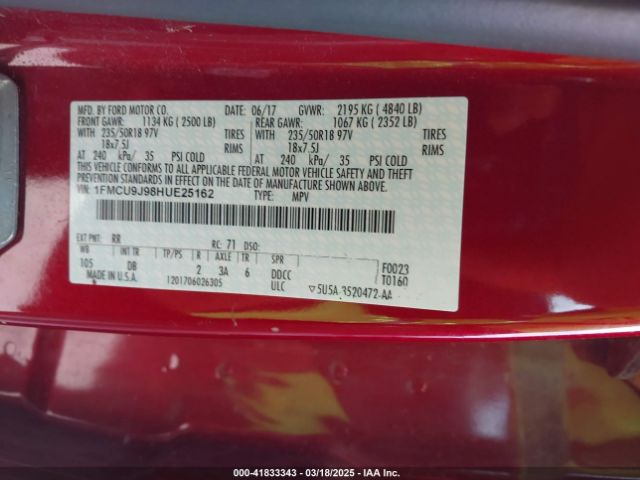 MFD. BY FORD MOTOR CO. DATE: 06/17 GVWR: 2195 KG ( 4840 LB)
FRONT GAWR: 1134 KG ( 2500 LB) REAR GAWR: 1067 KG ( 2352 LB)
WITH 235/50R18 97V TIRES WITH 235/50R18 97V TIRES
18x7.5J RIMS 18x7.5J RIMS
AT 240 kPa/ 35 PSI COLD AT 240 kPa/ 35 PSI COLD
THIS VEHICLE CONFORMS TO ALL APPLICABLE FEDERAL MOTOR VEHICLE SAFETY, BUMPER, AND THEFT PREVENTION STANDARDS IN EFFECT ON THE DATE OF MANUFACTURE SHOWN ABOVE.
VIN: 1FMCU9J98HUE25162 TYPE: MPV
EXT PNT: RR RC: 71 DSO:
WB INT TR TP/PS R AXLE TR SPR F0023
105 DB 2 3A 6 DDCC T0160
MADE IN U.S.A. 1201706026305 ULC ▽5U5A-3520472-AA
000-41833343 - 03/18/2025 - IAA Inc.